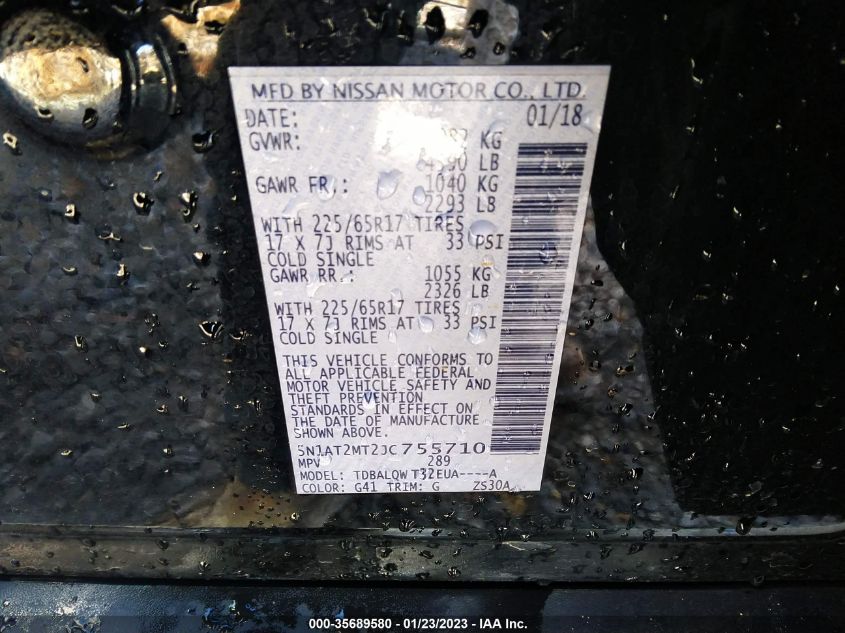 MFD BY NISSAN MOTOR CO., LTD.
DATE: 01/18
GVWR: KG
LB
GAWR FR.: 1040 KG
2293 LB
WITH 225/65R17 TIRES
17 X 7J RIMS AT 33 PSI
COLD SINGLE
GAWR RR.: 1055 KG
2326 LB
WITH 225/65R17 TIRES
17 X 7J RIMS AT 33 PSI
COLD SINGLE
THIS VEHICLE CONFORMS TO
ALL APPLICABLE FEDERAL
MOTOR VEHICLE SAFETY AND
THEFT PREVENTION
STANDARDS IN EFFECT ON
THE DATE OF MANUFACTURE
SHOWN ABOVE.
5N1AT2MT2JC755710
MPV 289
MODEL: TDBALQW T32EUA----A
COLOR: G41 TRIM: G ZS30A
000-35689580 - 01/23/2023 - IAA Inc.